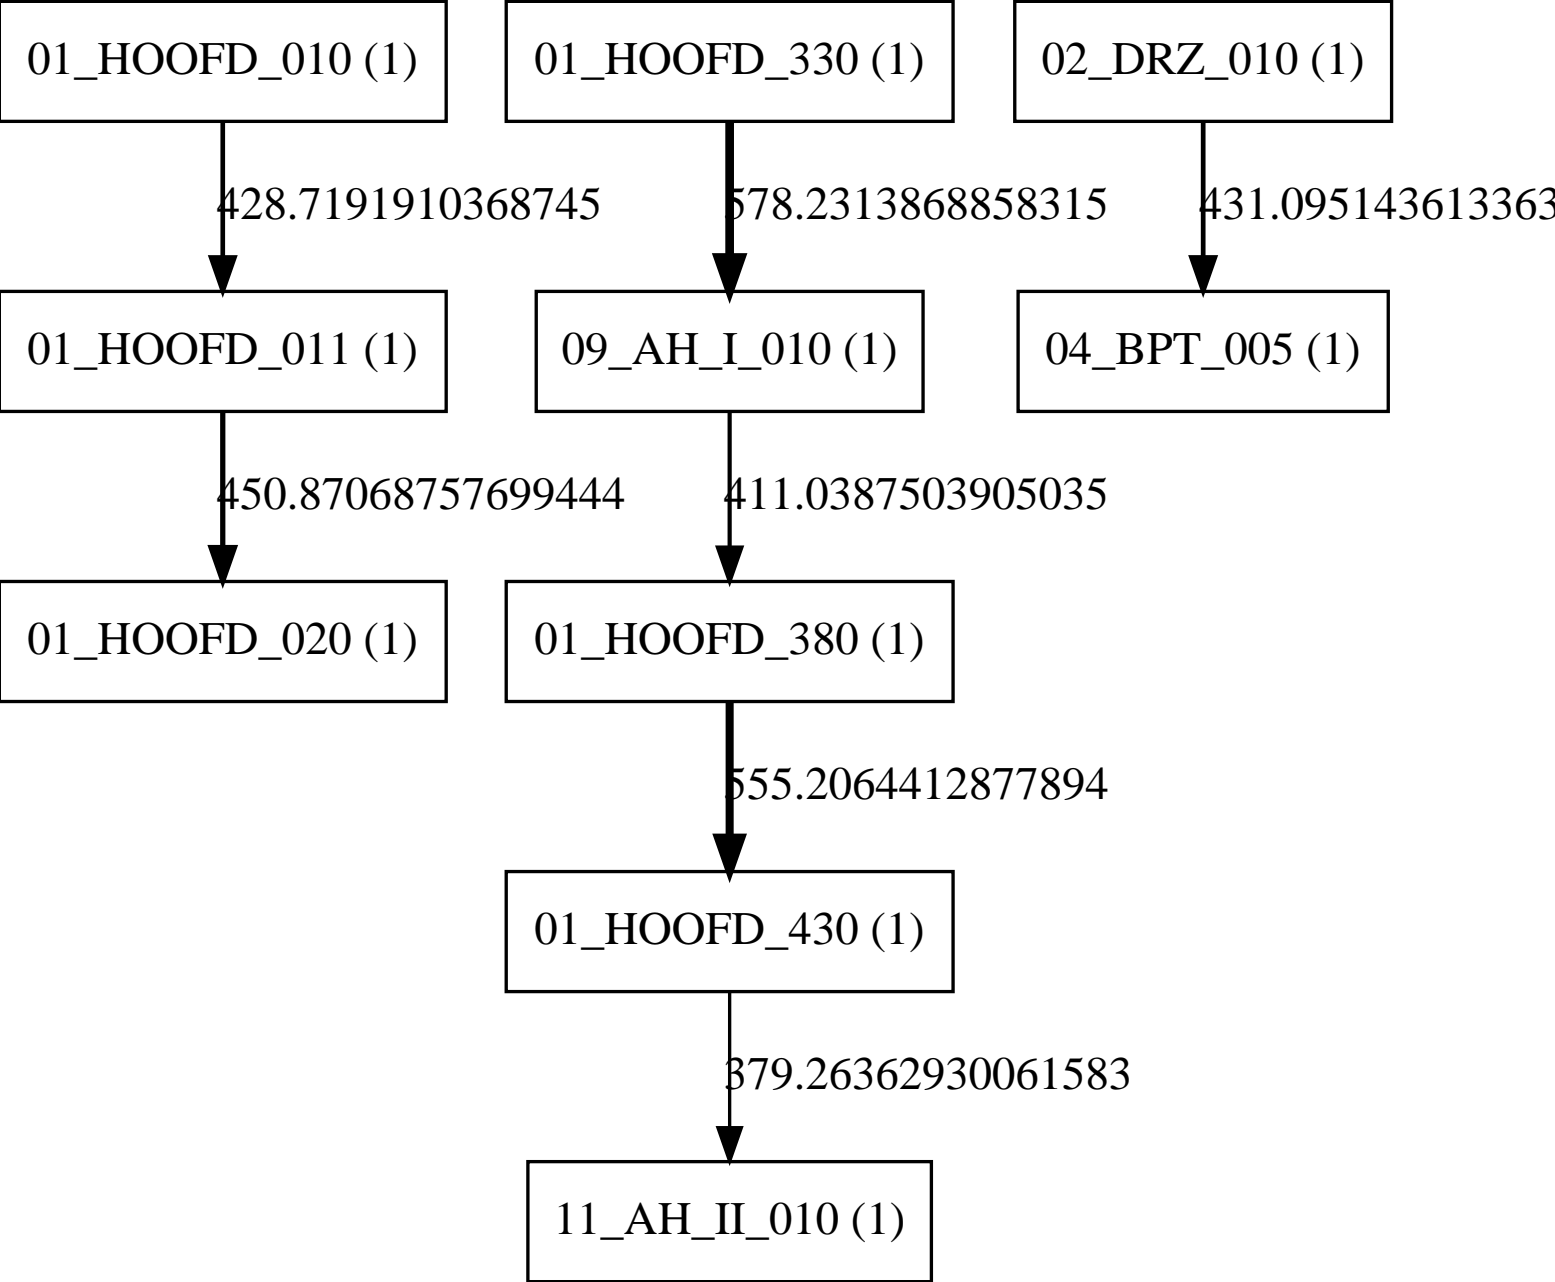 01_HOOFD_010 (1)
01_HOOFD_330 (1)
02_DRZ_010 (1)
428.7191910368745
578.2313868858315
431.095143613363
01_HOOFD_011 (1)
09_AH_I_010 (1)
04_BPT_005 (1)
450.87068757699444
411.0387503905035
01_HOOFD_020 (1)
01_HOOFD_380 (1)
555.2064412877894
01_HOOFD_430 (1)
379.26362930061583
11_AH_II_010 (1)